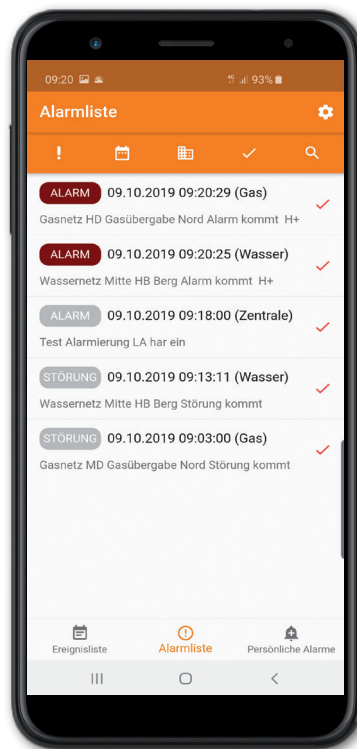 09:20 4G 93%
Alarmliste
ALARM 09.10.2019 09:20:29 (Gas)
Gasnetz HD Gasübergabe Nord Alarm kommt H+
ALARM 09.10.2019 09:20:25 (Wasser)
Wassernetz Mitte HB Berg Alarm kommt H+
ALARM 09.10.2019 09:18:00 (Zentrale)
Test Alarmierung LA har ein
STÖRUNG 09.10.2019 09:13:11 (Wasser)
Wassernetz Mitte HB Berg Störung kommt
STÖRUNG 09.10.2019 09:03:00 (Gas)
Gasnetz MD Gasübergabe Nord Störung kommt
Ereignisliste Alarmliste Persönliche Alarme